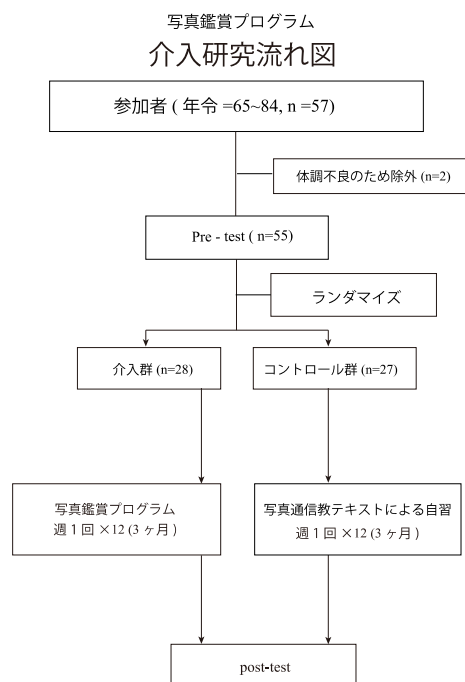 写真鑑賞プログラム
介入研究流れ図
参加者 ( 年令 =65~84, n =57)
体調不良のため除外 (n=2)
Pre - test ( n=55)
ランダマイズ
介入群 (n=28)
コントロール群 (n=27)
写真鑑賞プログラム
週 1 回 ×12 (3 ヶ月 )
写真通信教テキストによる自習
週 1 回 ×12 (3 ヶ月 )
post-test